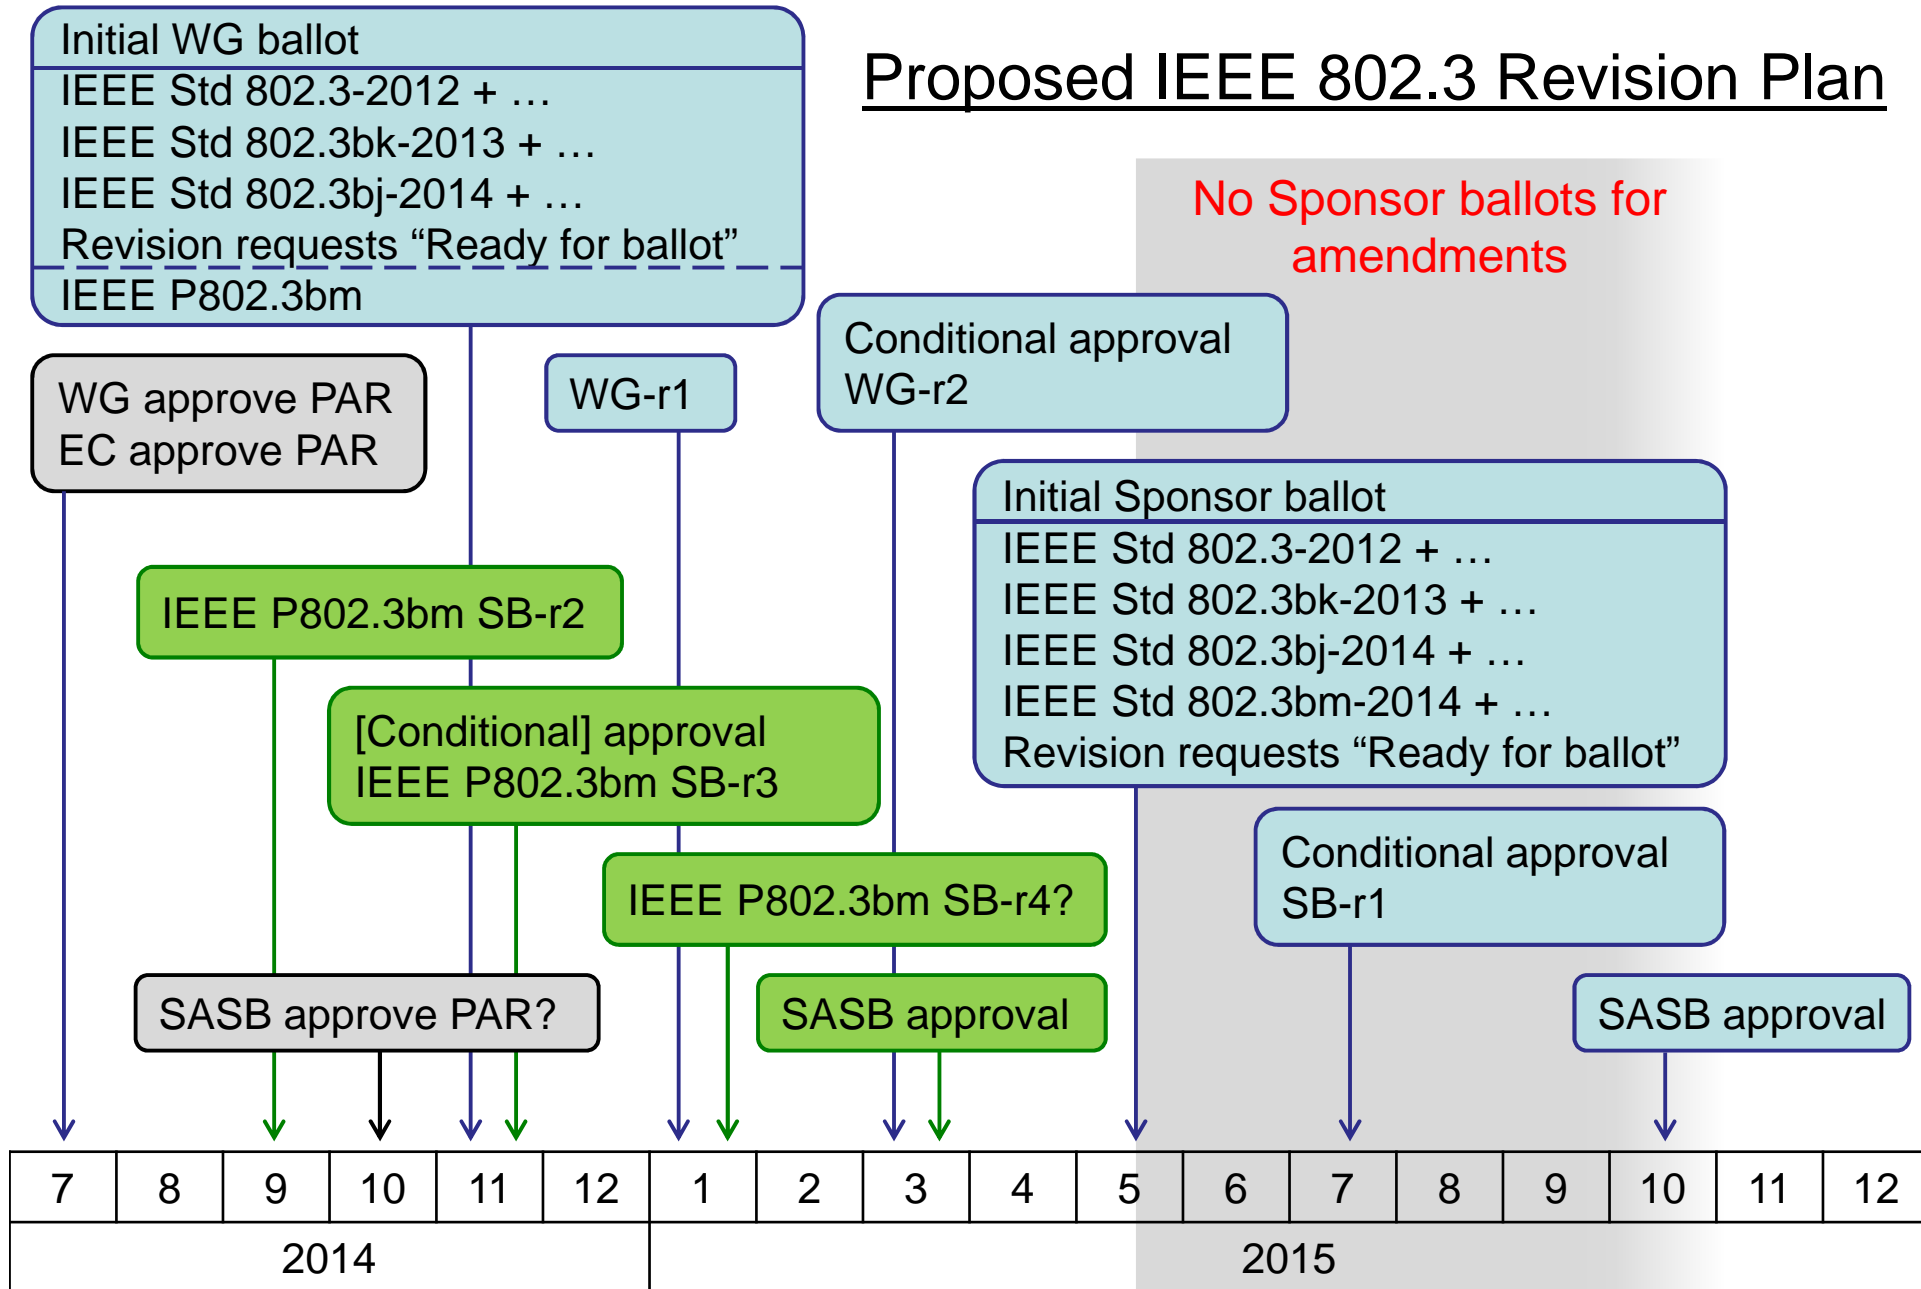 Proposed IEEE 802.3 Revision Plan
Initial WG ballot
IEEE Std 802.3-2012 + …
IEEE Std 802.3bk-2013 + …
IEEE Std 802.3bj-2014 + …
Revision requests “Ready for ballot”
IEEE P802.3bm
No Sponsor ballots for
amendments
WG approve PAR
EC approve PAR
WG-r1
Conditional approval
WG-r2
Initial Sponsor ballot
IEEE Std 802.3-2012 + …
IEEE Std 802.3bk-2013 + …
IEEE Std 802.3bj-2014 + …
IEEE Std 802.3bm-2014 + …
Revision requests “Ready for ballot”
IEEE P802.3bm SB-r2
[Conditional] approval
IEEE P802.3bm SB-r3
IEEE P802.3bm SB-r4?
Conditional approval
SB-r1
SASB approve PAR?
SASB approval
SASB approval
7 8 9 10 11 12 1 2 3 4 5 6 7 8 9 10 11 12
2014 2015